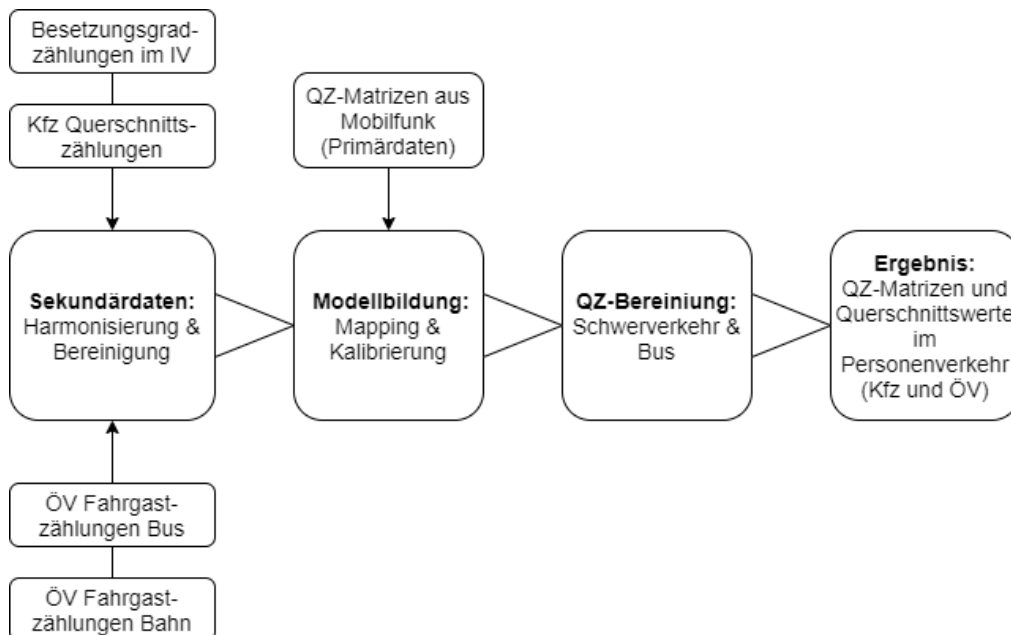 Besetzungsgrad-
zählungen im IV
Kfz Querschnitts-
zählungen
QZ-Matrizen aus
Mobilfunk
(Primärdaten)
Sekundärdaten:
Harmonisierung &
Bereinigung
Modellbildung:
Mapping &
Kalibrierung
QZ-Bereiniung:
Schwerverkehr &
Bus
Ergebnis:
QZ-Matrizen und
Querschnittswerte
im
Personenverkehr
(Kfz und ÖV)
ÖV Fahrgast-
zählungen Bus
ÖV Fahrgast-
zählungen Bahn